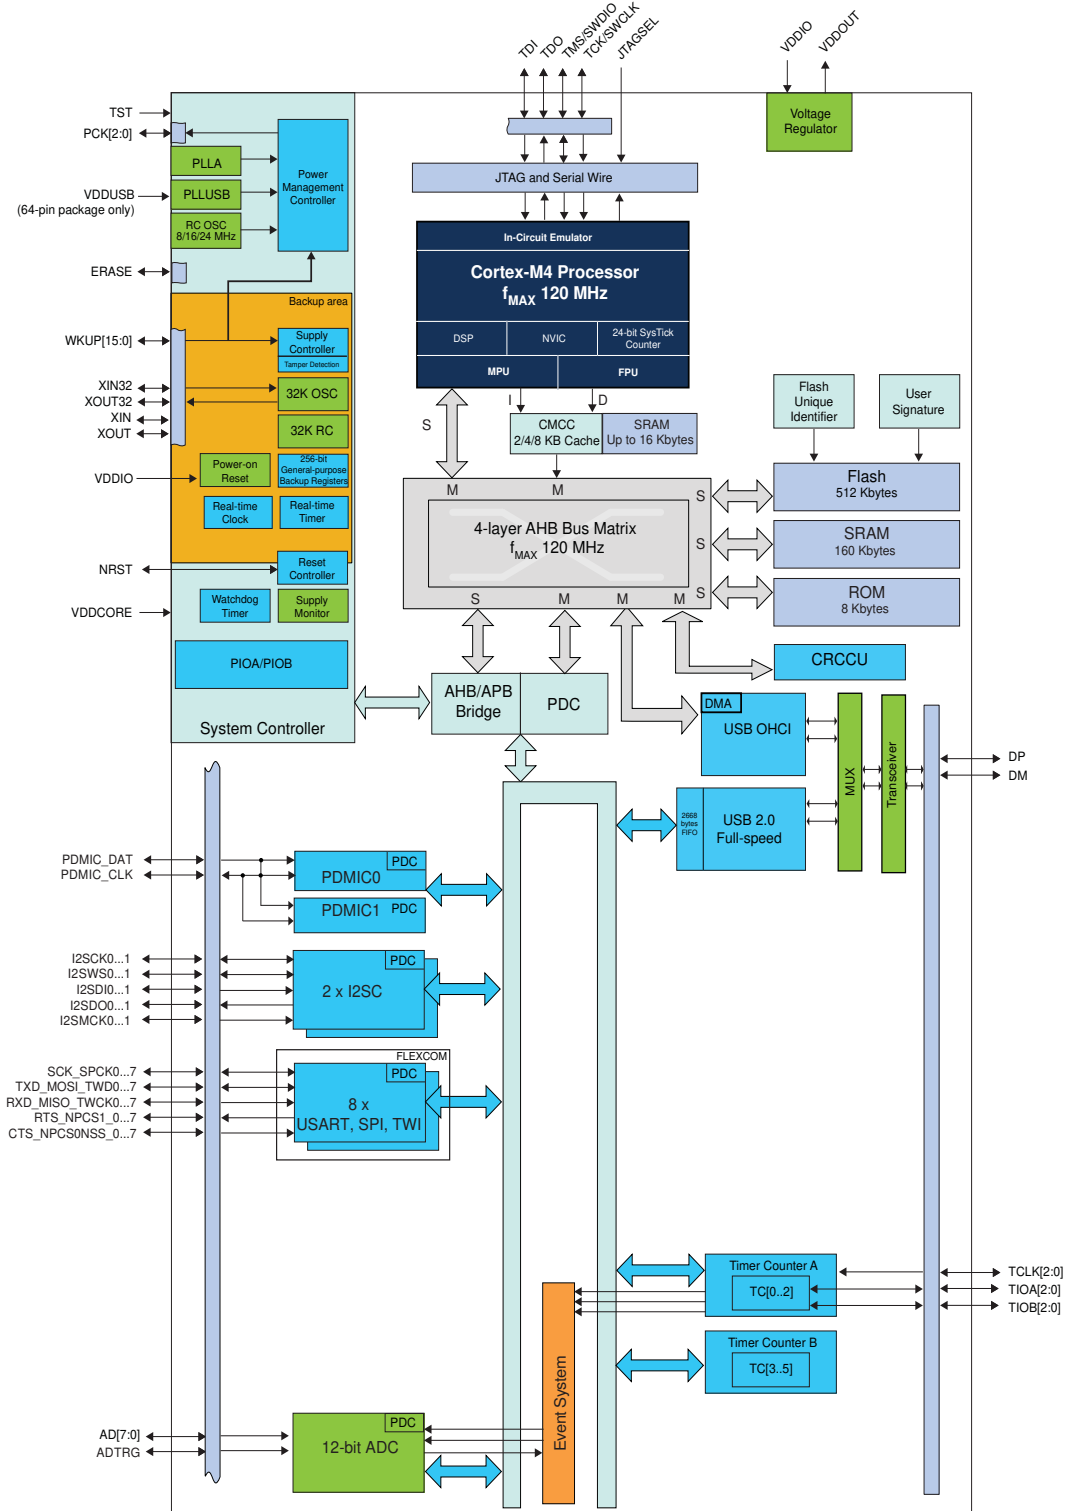 TDI
TDO
TMS/SWDIO
TCK/SWCLK
JTAGSEL
VDDIO
VDDOUT
Voltage
Regulator
TST
PCK[2:0]
VDDUSB
(64-pin package only)
ERASE
WKUP[15:0]
XIN32
XOUT32
XIN
XOUT
VDDIO
NRST
VDDCORE
PLLA
PLLUSB
RC OSC
8/16/24 MHz
Power
Management
Controller
Backup area
Supply
Controller
Tamper Detection
32K OSC
32K RC
Power-on
Reset
256-bit
General-purpose
Backup Registers
Real-time
Clock
Real-time
Timer
Reset
Controller
Watchdog
Timer
Supply
Monitor
PIOA/PIOB
System Controller
JTAG and Serial Wire
In-Circuit Emulator
Cortex-M4 Processor
fMAX 120 MHz
DSP
NVIC
24-bit SysTick
Counter
MPU
FPU
S
I
D
CMCC
2/4/8 KB Cache
SRAM
Up to 16 Kbytes
Flash
Unique
Identifier
User
Signature
M
M
S
4-layer AHB Bus Matrix
fMAX 120 MHz
S
S
S
M
M
M
Flash
512 Kbytes
SRAM
160 Kbytes
ROM
8 Kbytes
CRCCU
AHB/APB
Bridge
PDC
DMA
USB OHCI
2668
bytes
FIFO
USB 2.0
Full-speed
MUX
Transceiver
DP
DM
PDMIC_DAT
PDMIC_CLK
PDC
PDMIC0
PDMIC1
PDC
I2SCK0...1
I2SWS0...1
I2SDI0...1
I2SDO0...1
I2SMCK0...1
PDC
2 x I2SC
FLEXCOM
SCK_SPCK0...7
TXD_MOSI_TWD0...7
RXD_MISO_TWCK0...7
RTS_NPCS1_0...7
CTS_NPCS0NSS_0...7
PDC
8 x
USART, SPI, TWI
Timer Counter A
TC[0..2]
TCLK[2:0]
TIOA[2:0]
TIOB[2:0]
Timer Counter B
TC[3..5]
Event System
AD[7:0]
ADTRG
PDC
12-bit ADC